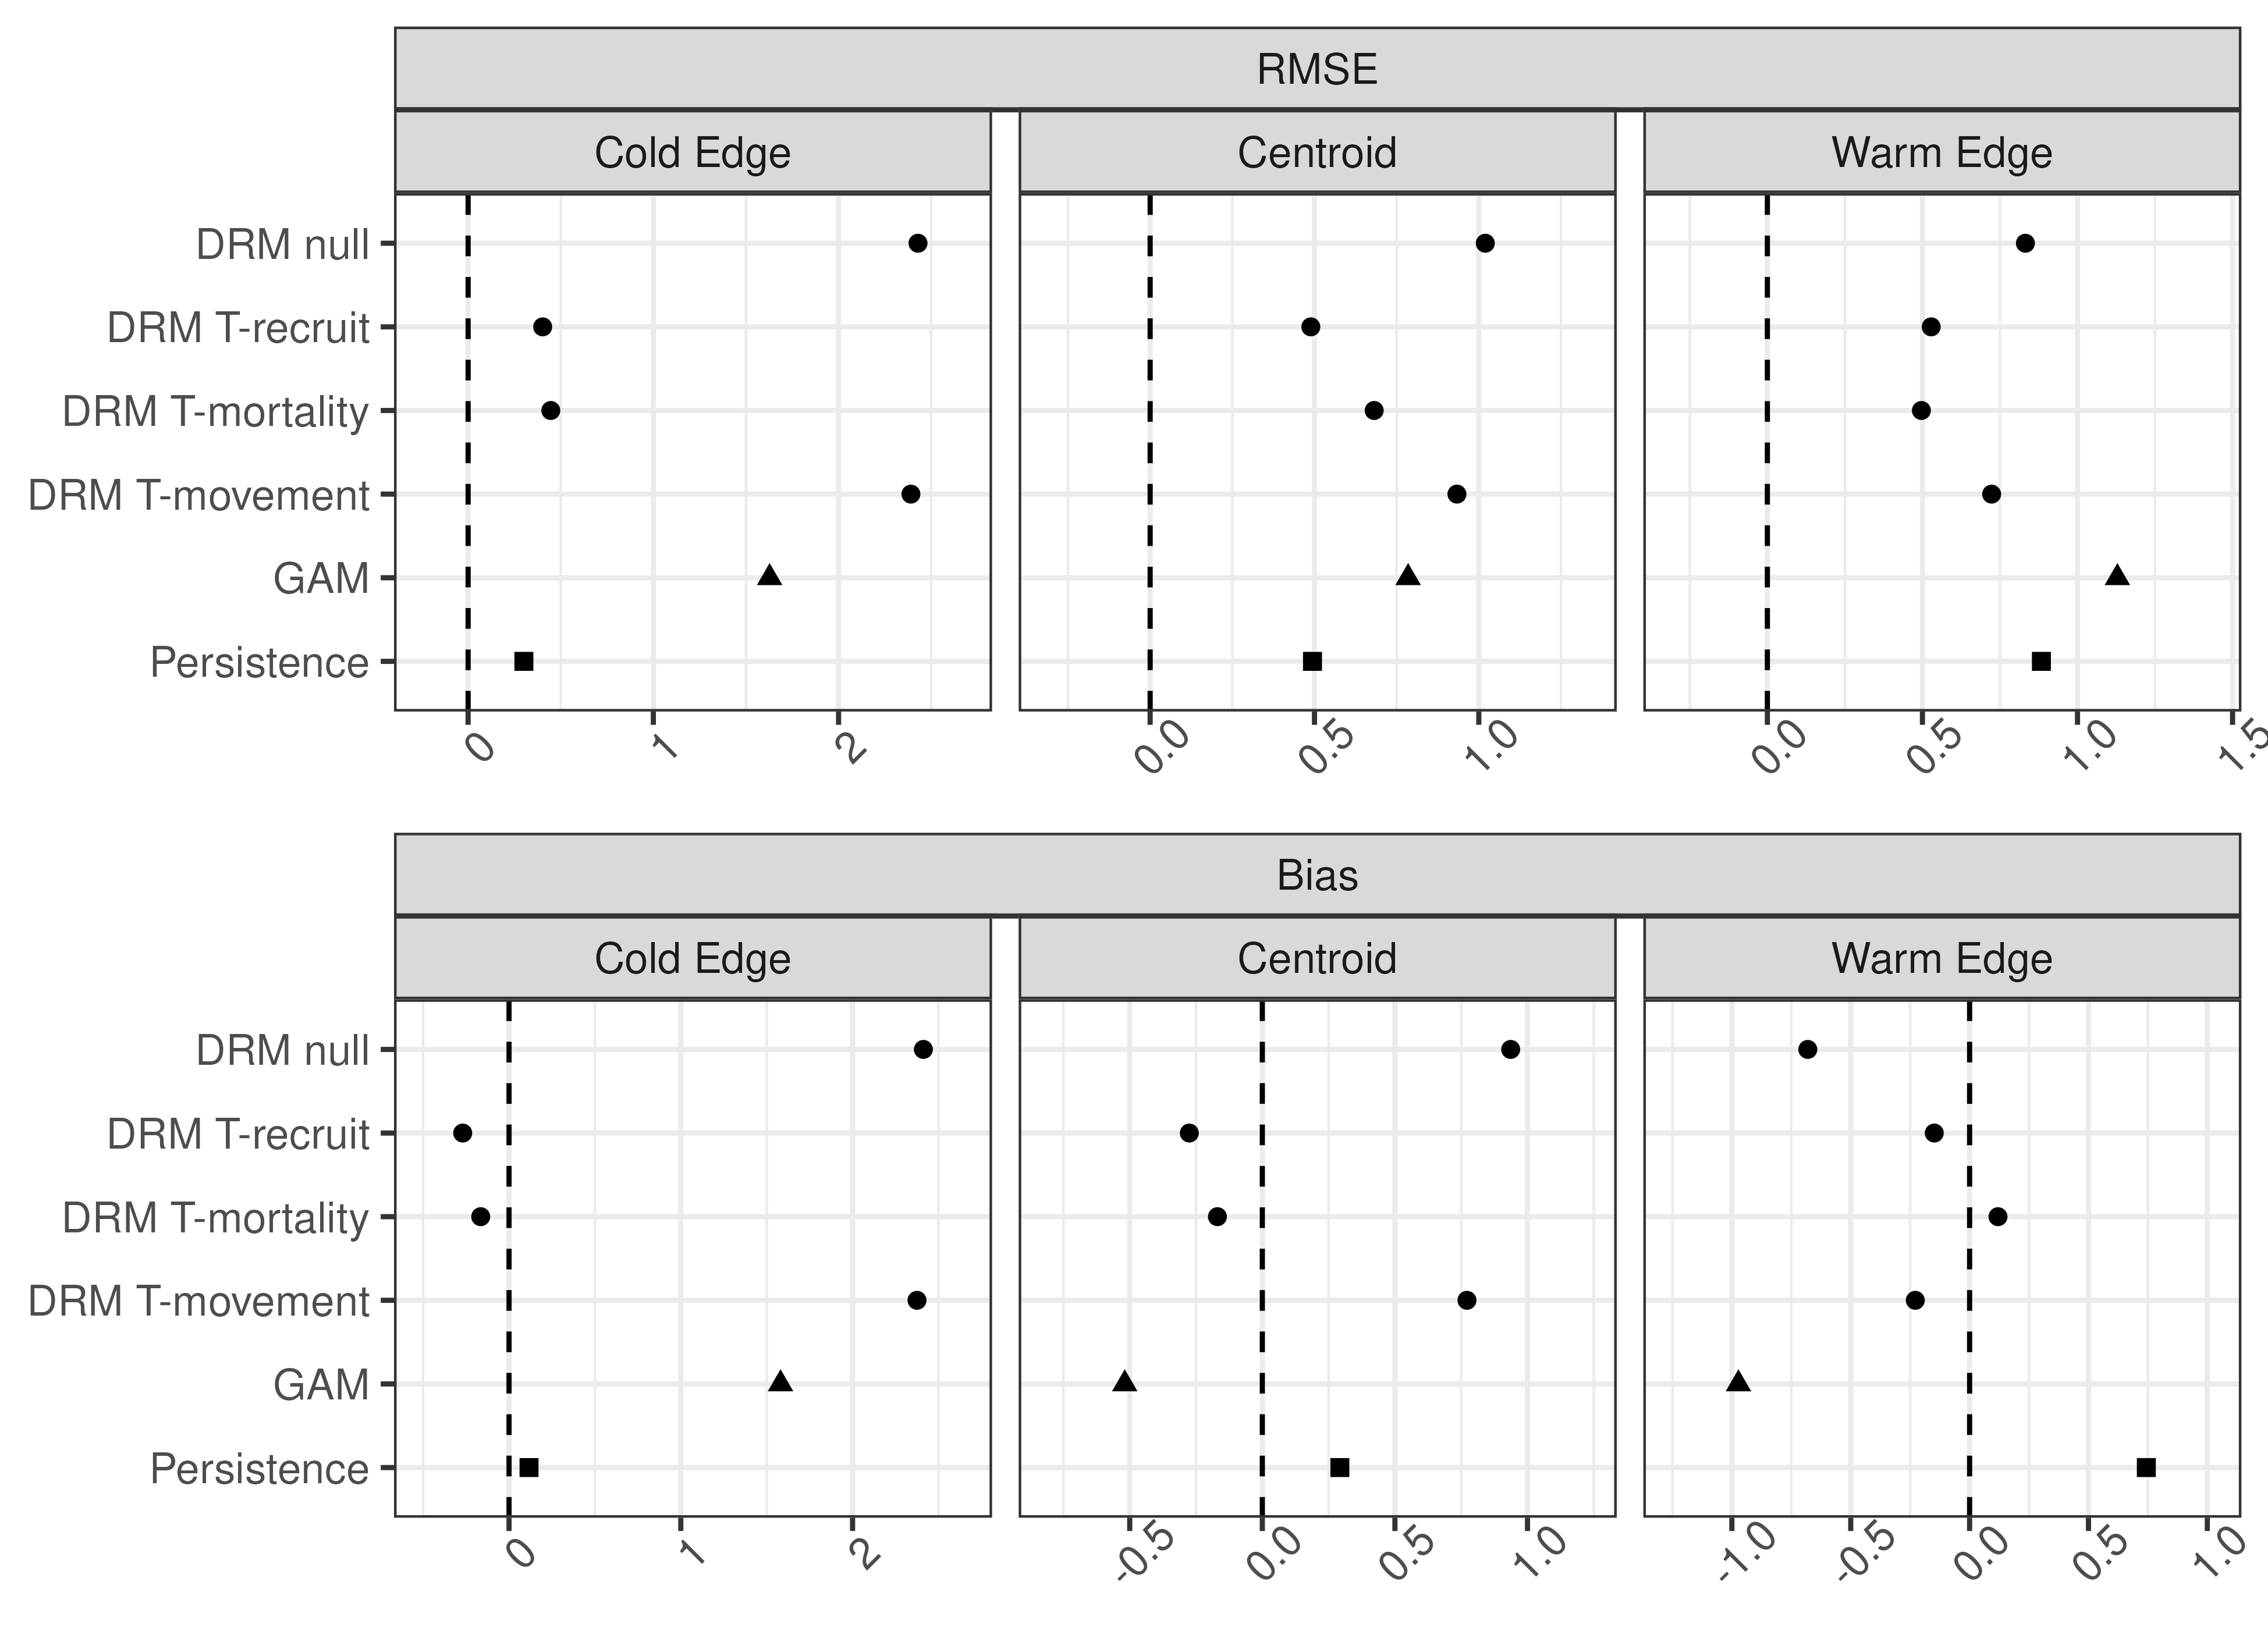 RMSE
Cold Edge Centroid Warm Edge
DRM null
DRM T-recruit
DRM T-mortality
DRM T-movement
GAM
Persistence
0 1 2 0.0 0.5 1.0 0.0 0.5 1.0 1.5
Bias
Cold Edge Centroid Warm Edge
DRM null
DRM T-recruit
DRM T-mortality
DRM T-movement
GAM
Persistence
0 1 2 -0.5 0.0 0.5 1.0 -1.0 -0.5 0.0 0.5 1.0